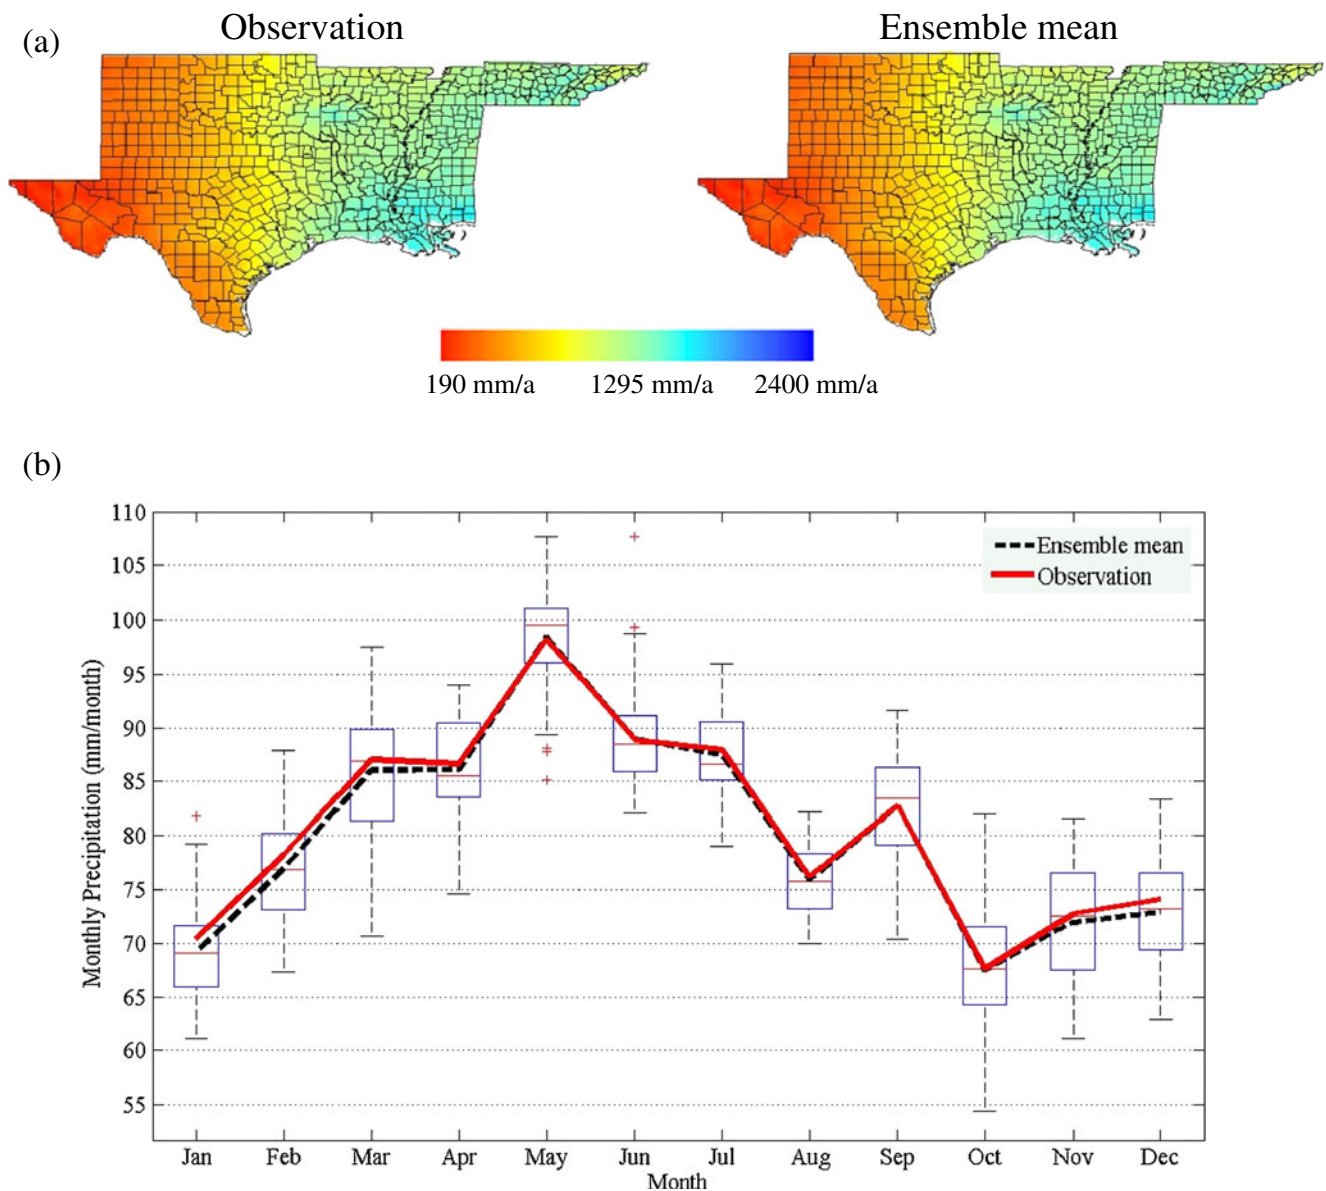 (a)
Observation
Ensemble mean
190 mm/a
1295 mm/a
2400 mm/a
(b)
Monthly Precipitation (mm/month)
110
105
100
95
90
85
80
75
70
65
60
55
Ensemble mean
Observation
Jan
Feb
Mar
Apr
May
Jun
Jul
Aug
Sep
Oct
Nov
Dec
Month